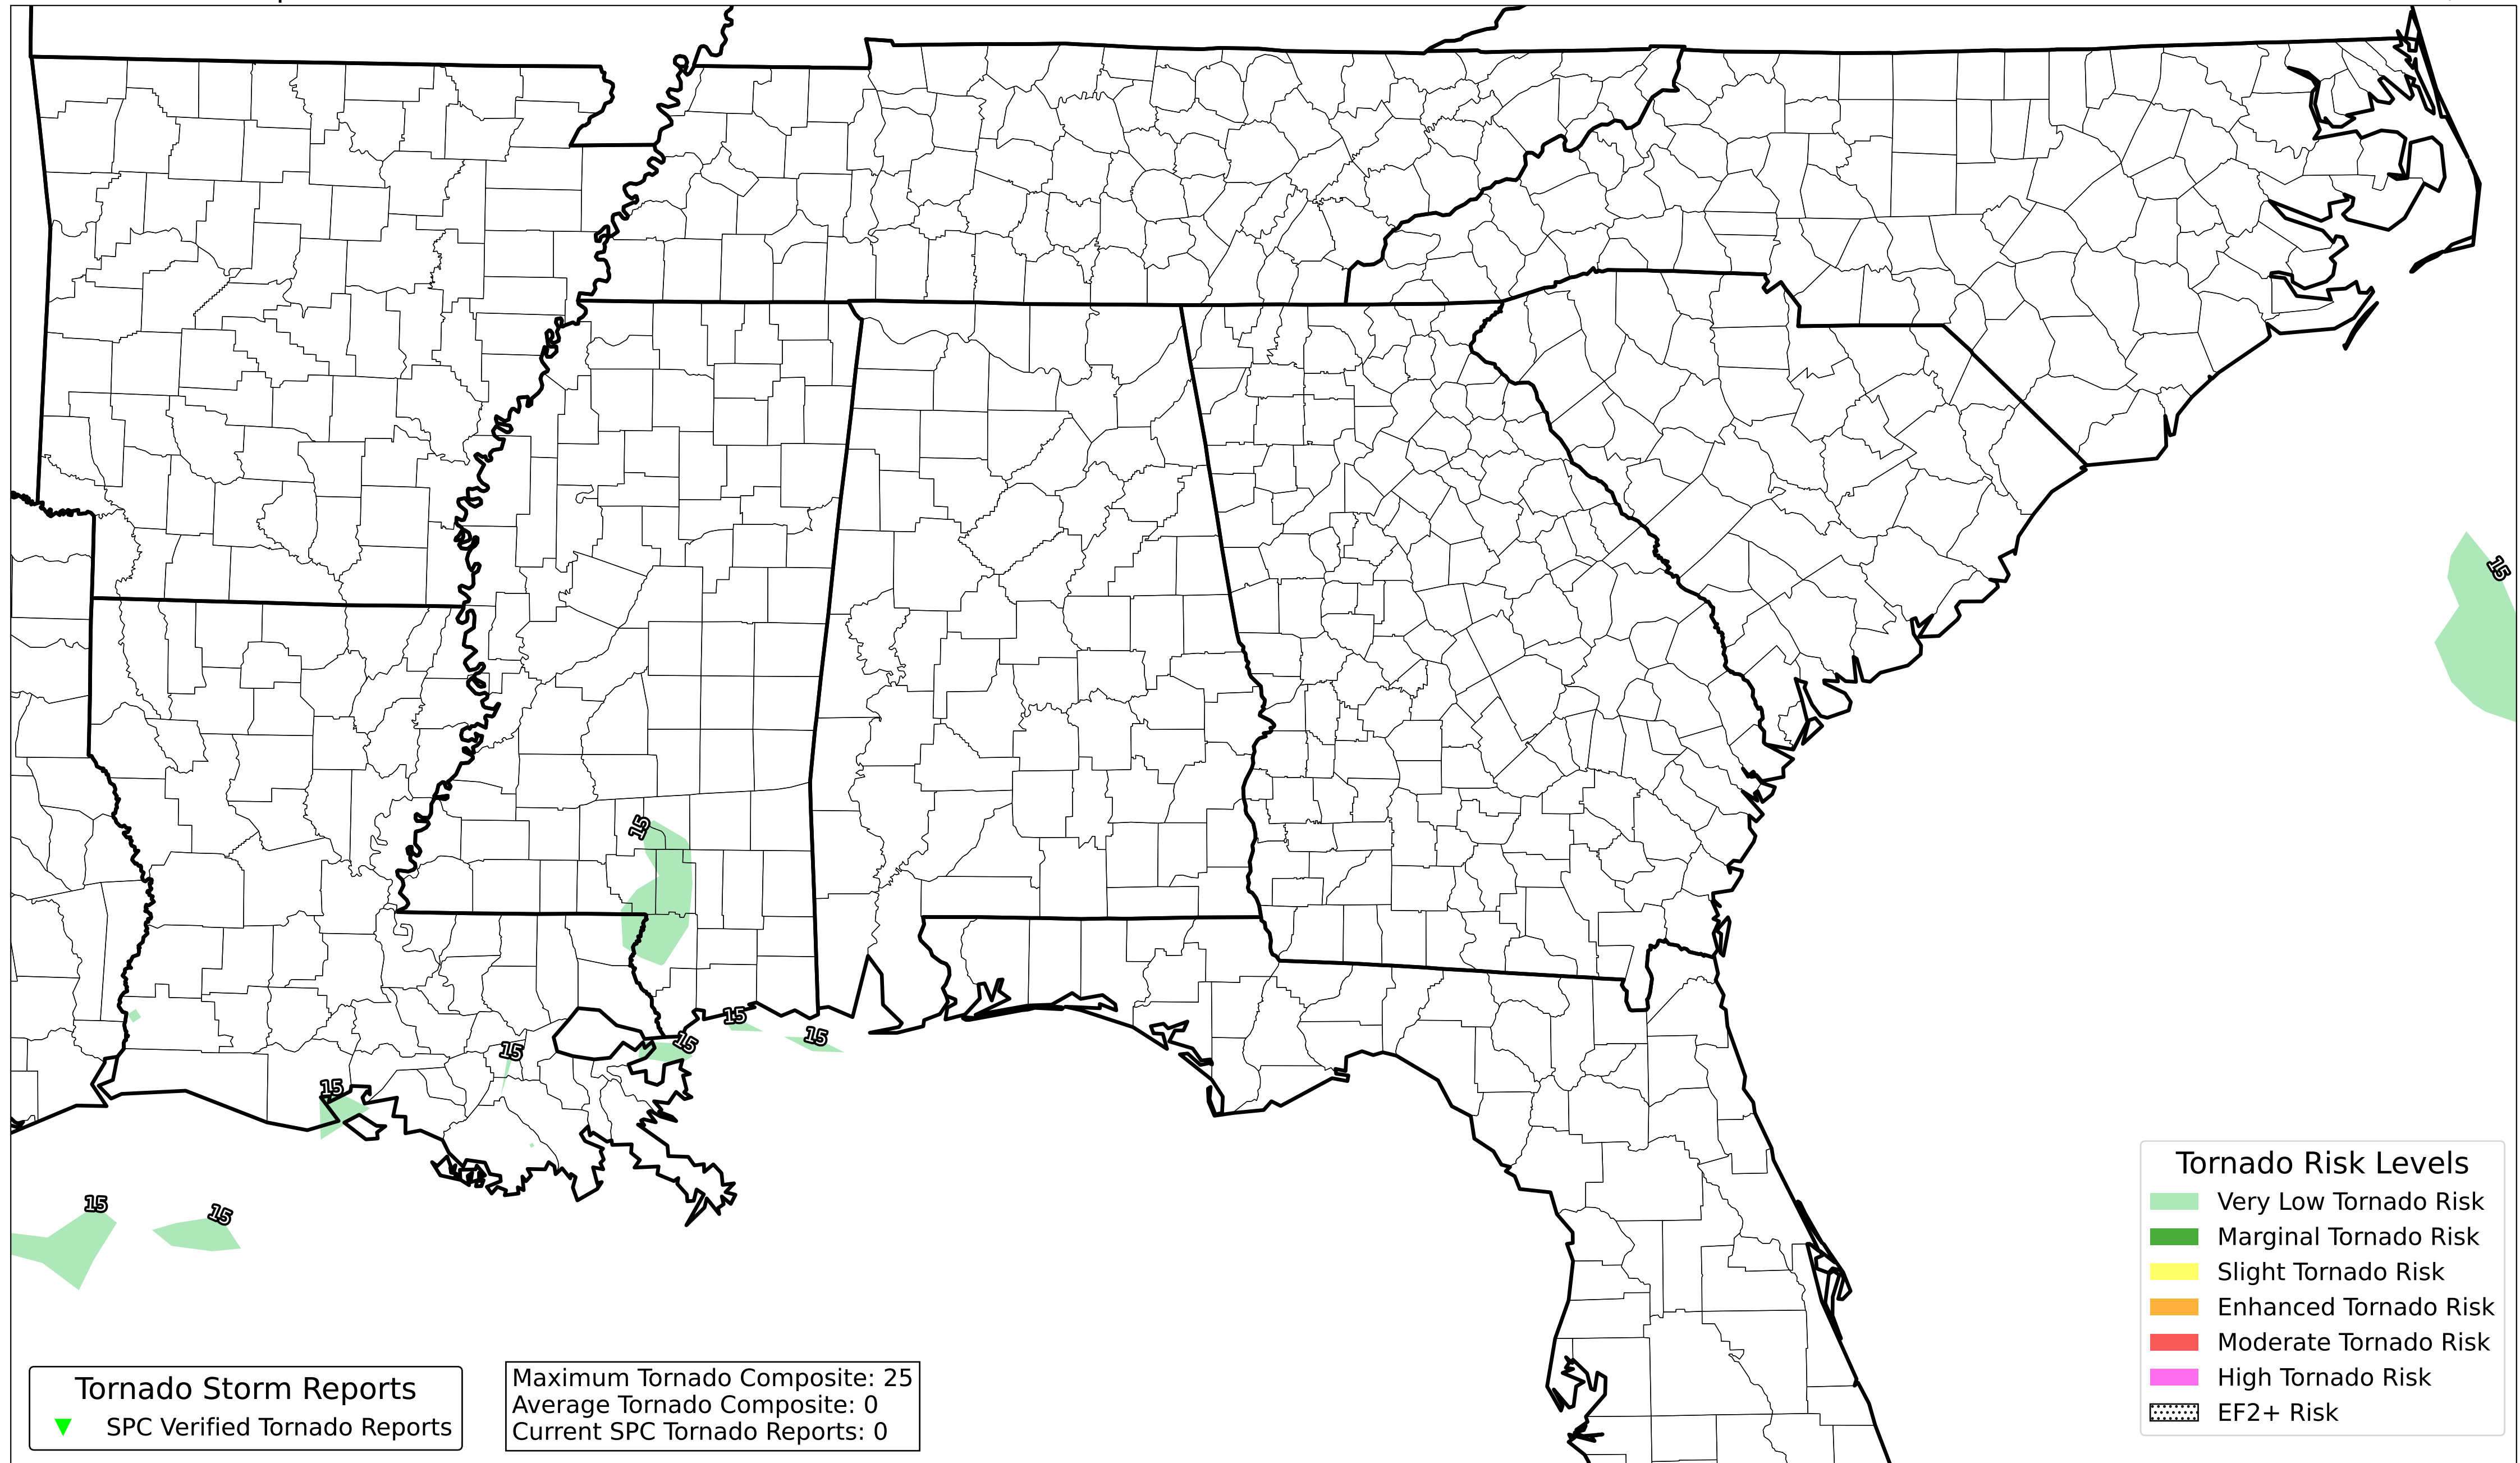 15
15
15
15
15
15
15
15
15
Tornado Risk Levels
Very Low Tornado Risk
Marginal Tornado Risk
Slight Tornado Risk
Enhanced Tornado Risk
Moderate Tornado Risk
High Tornado Risk
EF2+ Risk
Tornado Storm Reports
SPC Verified Tornado Reports
Maximum Tornado Composite: 25
Average Tornado Composite: 0
Current SPC Tornado Reports: 0